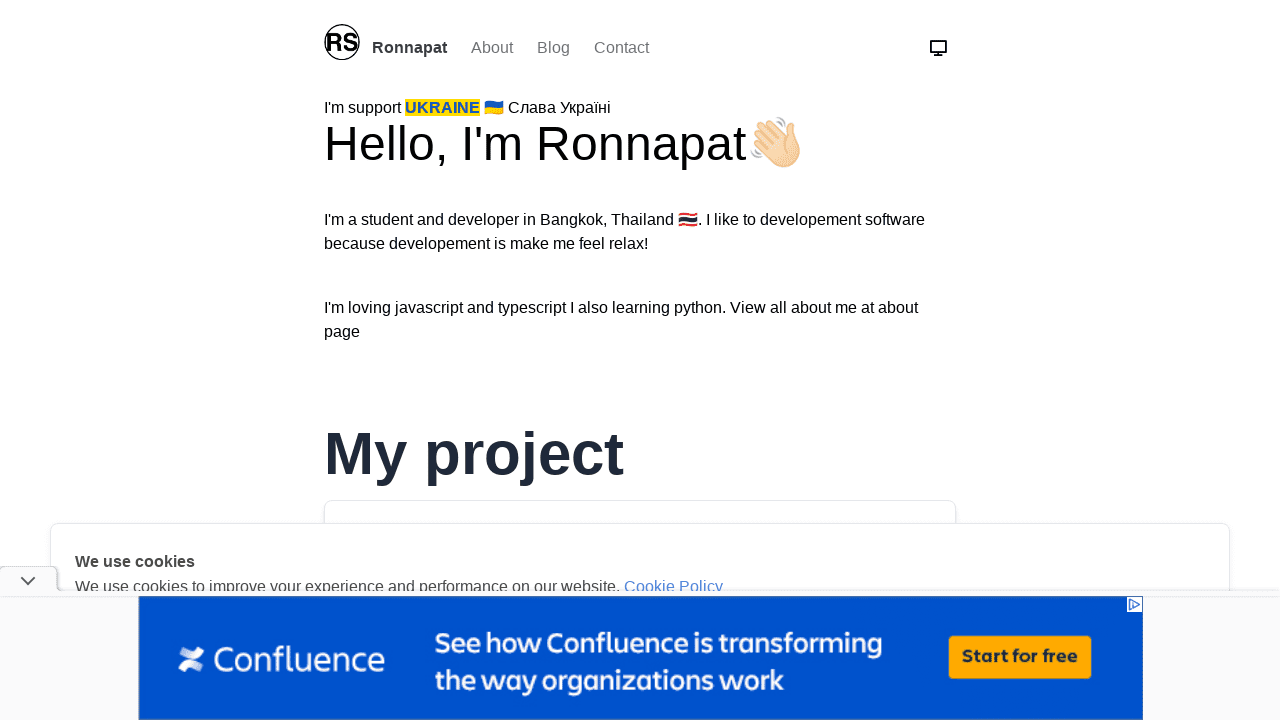 RS Ronnapat About Blog Contact
I'm support UKRAINE 🇺🇦 Слава Україні
Hello, I'm Ronnapat👋🏻
I'm a student and developer in Bangkok, Thailand 🇹🇭. I like to developement software
because developement is make me feel relax!
I'm loving javascript and typescript I also learning python. View all about me at about
page
My project
We use cookies
We use cookies to improve your experience and performance on our website. Cookie Policy
Confluence
See how Confluence is transforming
the way organizations work
Start for free